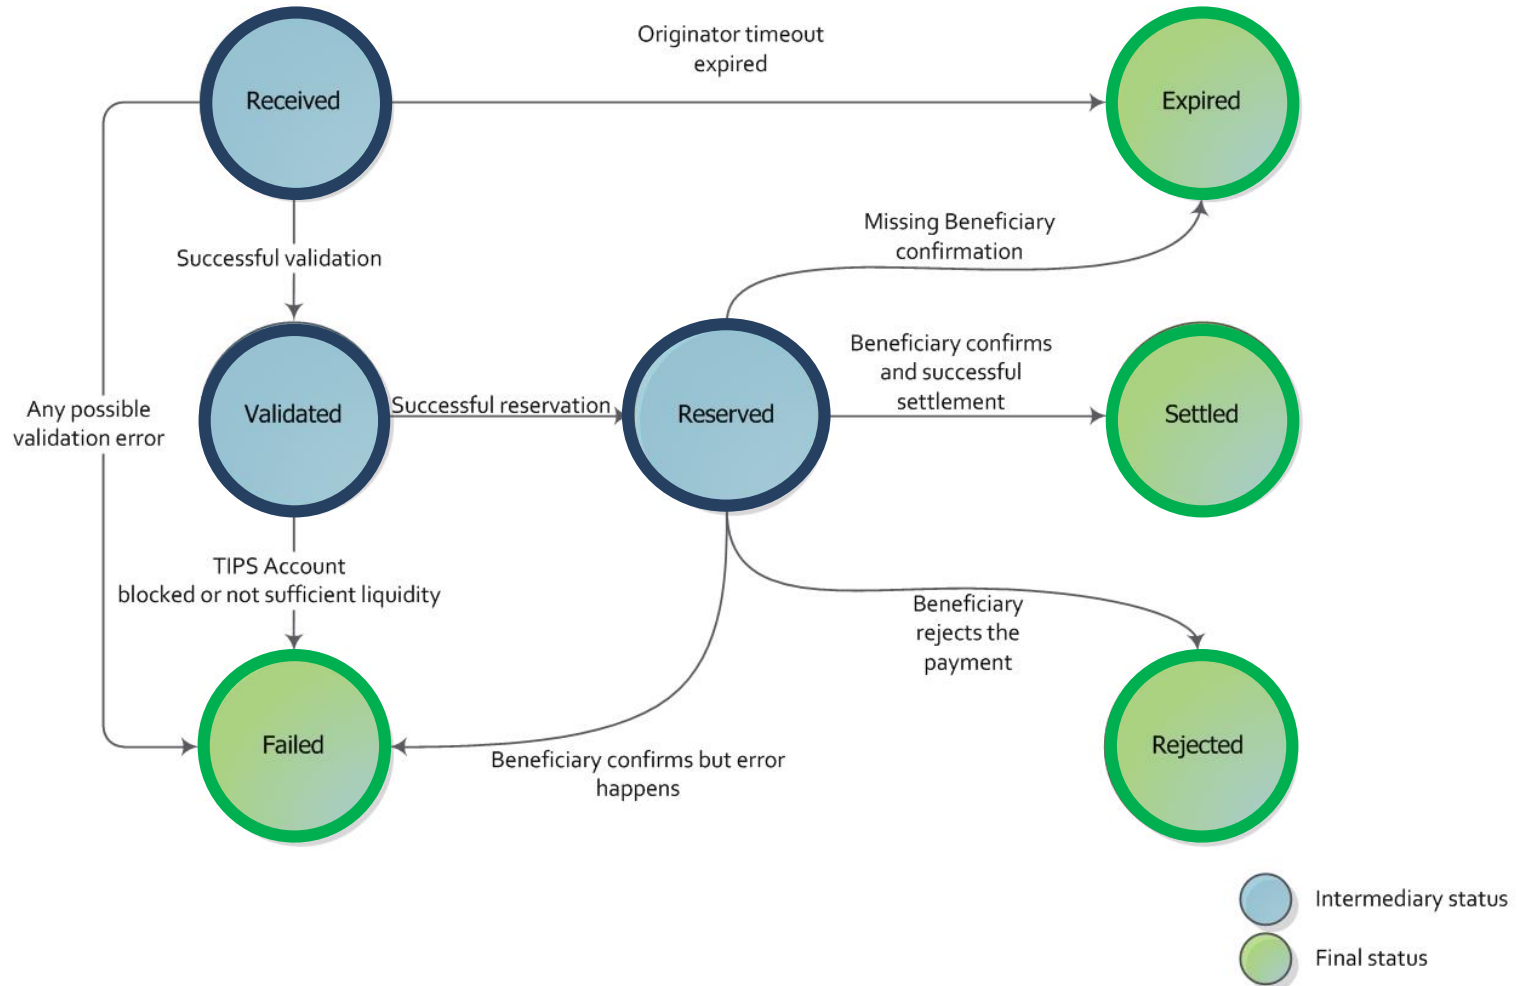 Originator timeout
expired
Received
Expired
Missing Beneficiary
confirmation
Successful validation
Beneficiary confirms
and successful
settlement
Any possible
validation error
Validated
Successful reservation
Reserved
Settled
TIPS Account
blocked or not sufficient liquidity
Beneficiary
rejects the
payment
Failed
Beneficiary confirms but error
happens
Rejected
Intermediary status
Final status